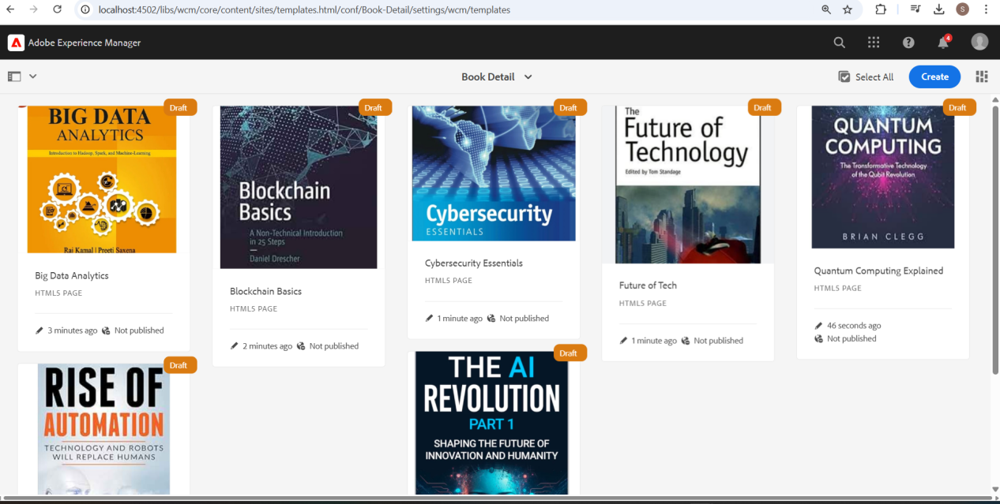 localhost:4502/libs/wcm/core/content/sites/templates.html/conf/Book-Detail/settings/wcm/templates
S
Adobe Experience Manager
4
Book Detail
Select All
Create
Draft
BIG DATA
ANALYTICS
Introduction to Hadoop, Spark, and Machine-Learning
Raj Kamal | Preeti Saxena
Big Data Analytics
HTML5 PAGE
3 minutes ago
Not published
Draft
Blockchain
Basics
A Non-Technical Introduction
in 25 Steps
Daniel Drescher
Blockchain Basics
HTML5 PAGE
2 minutes ago
Not published
Draft
Cybersecurity
ESSENTIALS
Cybersecurity Essentials
HTML5 PAGE
1 minute ago
Not published
Draft
The
Future of
Technology
Edited by Tom Standage
Future of Tech
HTML5 PAGE
1 minute ago
Not published
Draft
QUANTUM
COMPUTING
The Transformative Technology
of the Qubit Revolution
BRIAN CLEGG
Quantum Computing Explained
HTML5 PAGE
46 seconds ago
Not published
Draft
RISE OF
AUTOMATION
TECHNOLOGY AND ROBOTS
WILL REPLACE HUMANS
Draft
THE AI
REVOLUTION
PART 1
SHAPING THE FUTURE OF
INNOVATION AND HUMANITY